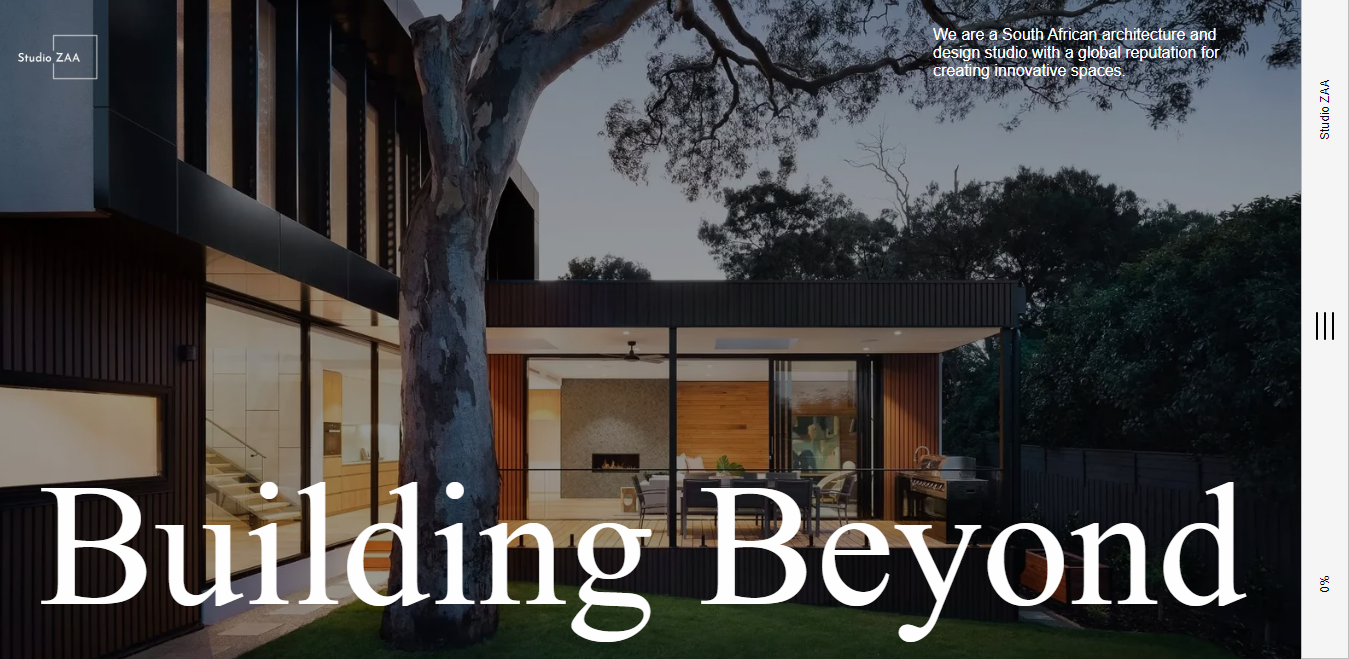 Studio ZAA
We are a South African architecture and
design studio with a global reputation for
creating innovative spaces.
Studio ZAA
0%
Building Beyond